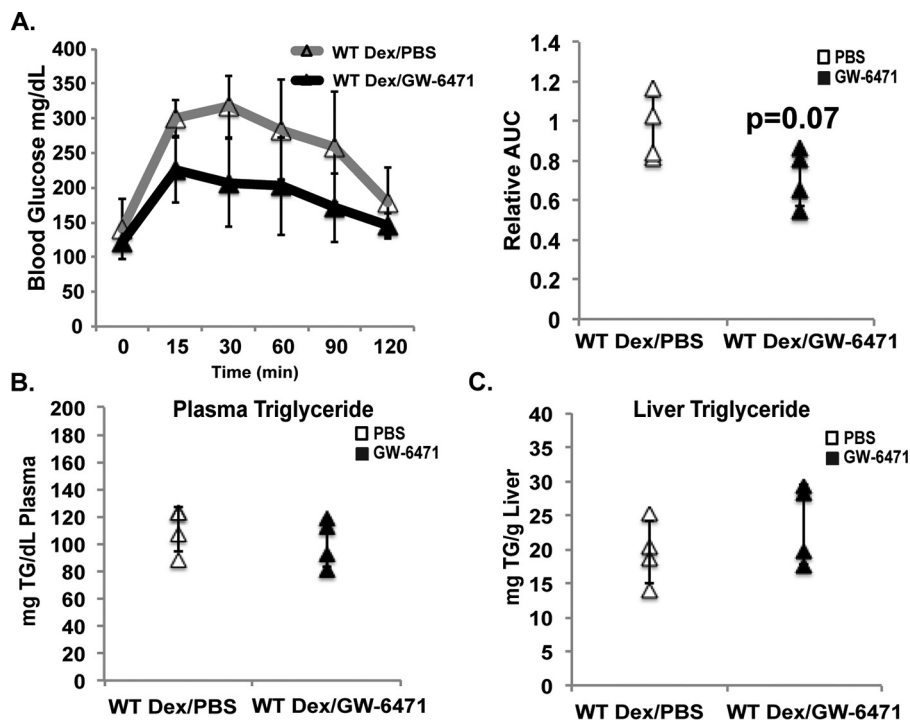 A.
WT Dex/PBS
WT Dex/GW-6471
Blood Glucose mg/dL
400
350
300
250
200
150
100
50
0
0 15 30 60 90 120
Time (min)
PBS
GW-6471
p=0.07
Relative AUC
1.4
1.2
1
0.8
0.6
0.4
0.2
0
WT Dex/PBS WT Dex/GW-6471
B.
Plasma Triglyceride
PBS
GW-6471
mg TG/dL Plasma
200
180
160
140
120
100
80
60
40
20
0
WT Dex/PBS WT Dex/GW-6471
C.
Liver Triglyceride
PBS
GW-6471
mg TG/g Liver
40
35
30
25
20
15
10
5
0
WT Dex/PBS WT Dex/GW-6471